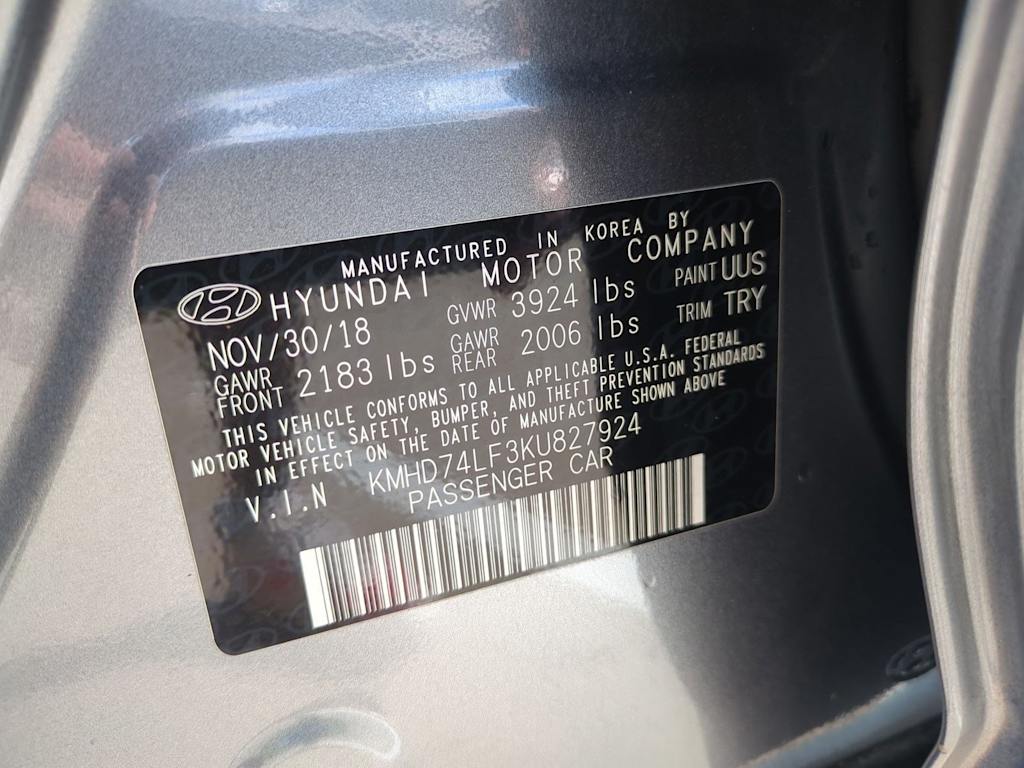 MANUFACTURED IN KOREA BY
HYUNDAI MOTOR COMPANY
NOV/30/18 GVWR 3924 lbs PAINT UUS
GAWR FRONT 2183 lbs GAWR REAR 2006 lbs TRIM TRY
THIS VEHICLE CONFORMS TO ALL APPLICABLE U.S.A. FEDERAL
MOTOR VEHICLE SAFETY, BUMPER, AND THEFT PREVENTION STANDARDS
IN EFFECT ON THE DATE OF MANUFACTURE SHOWN ABOVE
V.I.N KMHD74LF3KU827924
PASSENGER CAR